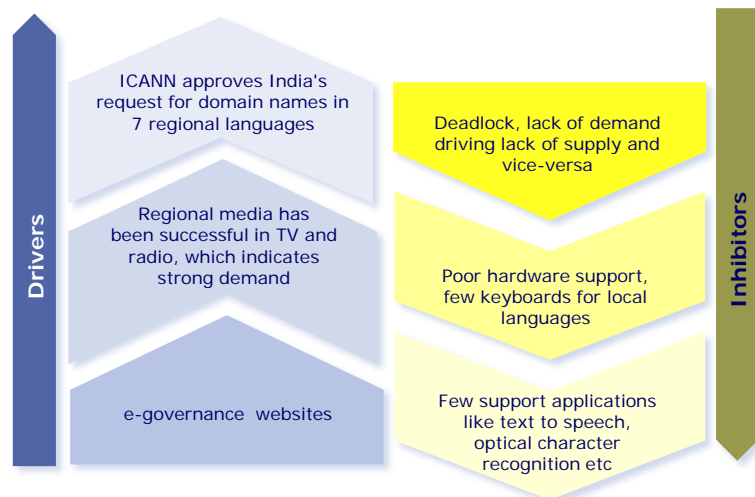 Drivers
ICANN approves India's
request for domain names in
7 regional languages
Regional media has
been successful in TV and
radio, which indicates
strong demand
e-governance websites
Deadlock, lack of demand
driving lack of supply and
vice-versa
Poor hardware support,
few keyboards for local
languages
Few support applications
like text to speech,
optical character
recognition etc
Inhibitors